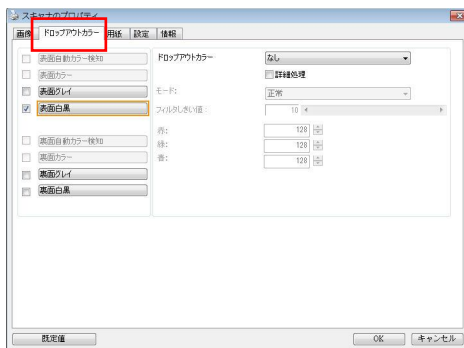 スキャナのプロパティ
画像 ドロップアウトカラー 用紙 設定 情報
表面自動カラー検知
表面カラー
表面グレイ
表面白黒
裏面自動カラー検知
裏面カラー
裏面グレイ
裏面白黒
ドロップアウトカラー なし
詳細処理
モード: 正常
フィルタしきい値: 10
赤: 128
緑: 128
青: 128
既定値 OK キャンセル